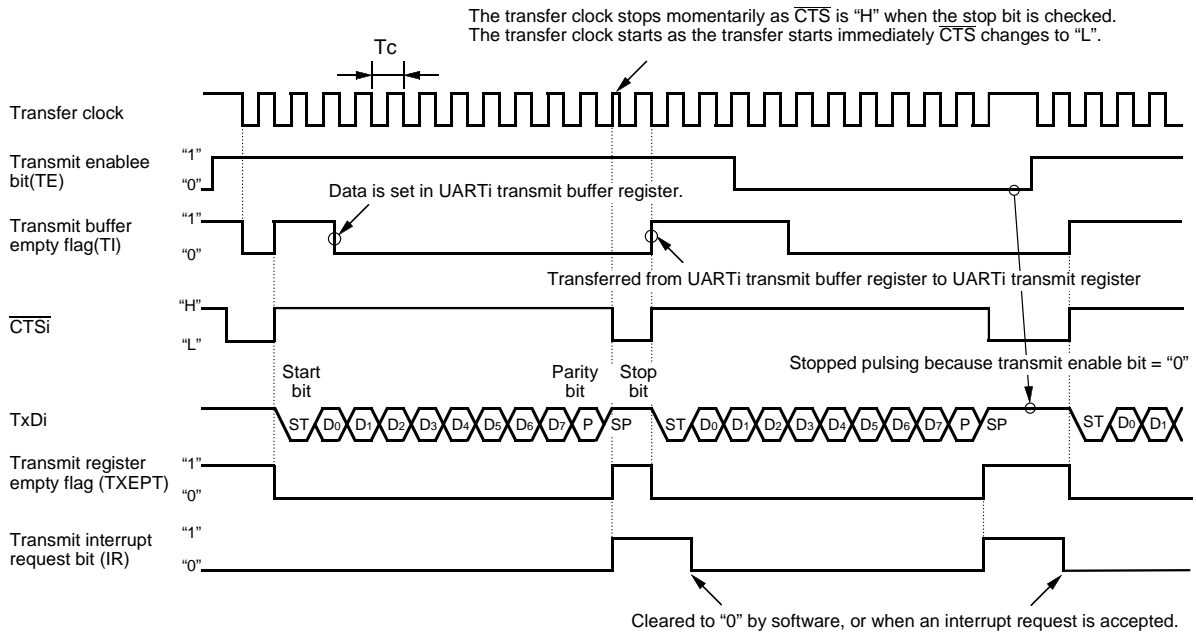 The transfer clock stops momentarily as CTS is “H” when the stop bit is checked.
The transfer clock starts as the transfer starts immediately CTS changes to “L”.
Tc
Transfer clock
Transmit enablee
bit(TE)
“1”
“0”
Data is set in UARTi transmit buffer register.
Transmit buffer
empty flag(TI)
“1”
“0”
Transferred from UARTi transmit buffer register to UARTi transmit register
CTSi
“H”
“L”
Stopped pulsing because transmit enable bit = “0”
Start
bit
Parity
bit
Stop
bit
TxDi
ST D0 D1 D2 D3 D4 D5 D6 D7 P SP ST D0 D1 D2 D3 D4 D5 D6 D7 P SP ST D0 D1
Transmit register
empty flag (TXEPT)
“1”
“0”
Transmit interrupt
request bit (IR)
“1”
“0”
Cleared to “0” by software, or when an interrupt request is accepted.